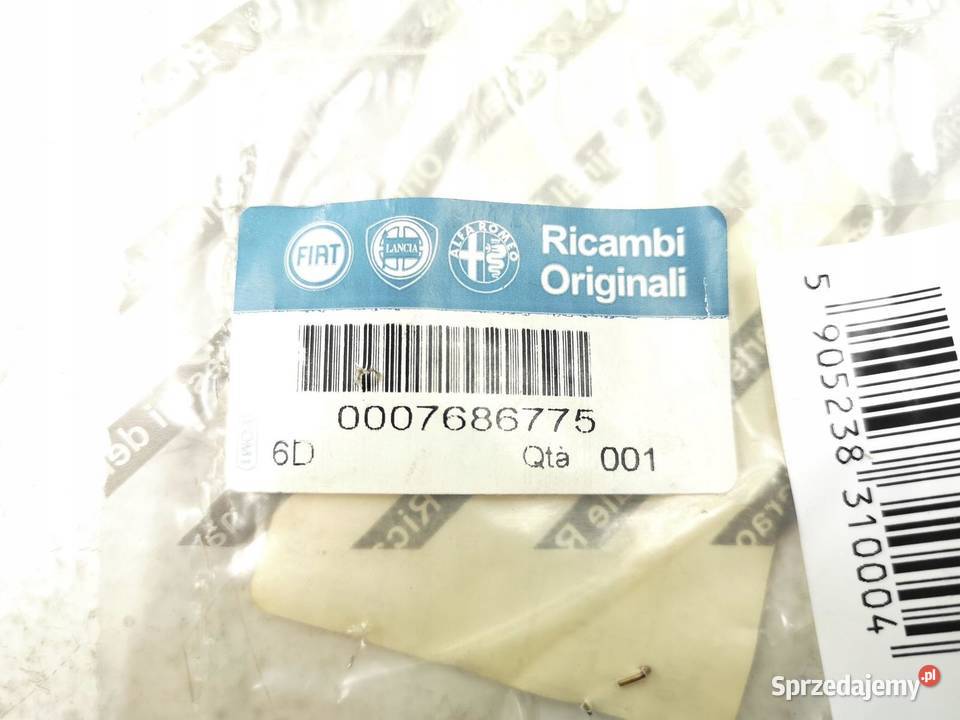 FIAT
LANCIA
ALFA ROMEO
Ricambi
Originali
0007686775
6D
Qtà 001
5 905238 310004
Sprzedajemy.pl